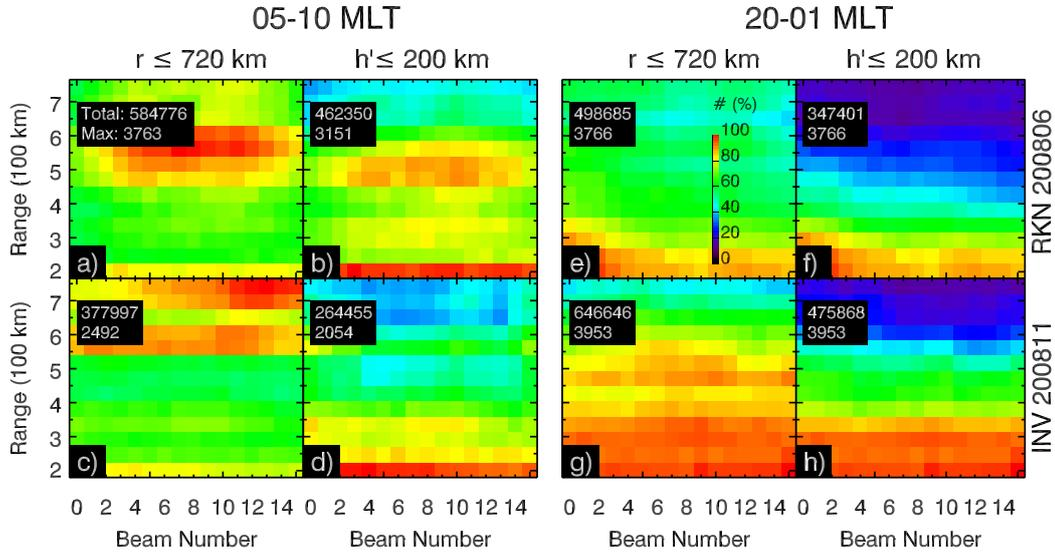 05-10 MLT 20-01 MLT
r ≤ 720 km h'≤ 200 km r ≤ 720 km h'≤ 200 km
Range (100 km)
7
6
5
4
3
2
Total: 584776
Max: 3763
a)
462350
3151
b)
498685
3766
# (%)
100
80
60
40
20
0
e)
347401
3766
f)
RKN 200806
Range (100 km)
7
6
5
4
3
2
377997
2492
c)
264455
2054
d)
646646
3953
g)
475868
3953
h)
INV 200811
0 2 4 6 8 10 12 14 0 2 4 6 8 10 12 14 0 2 4 6 8 10 12 14 0 2 4 6 8 10 12 14
Beam Number Beam Number Beam Number Beam Number